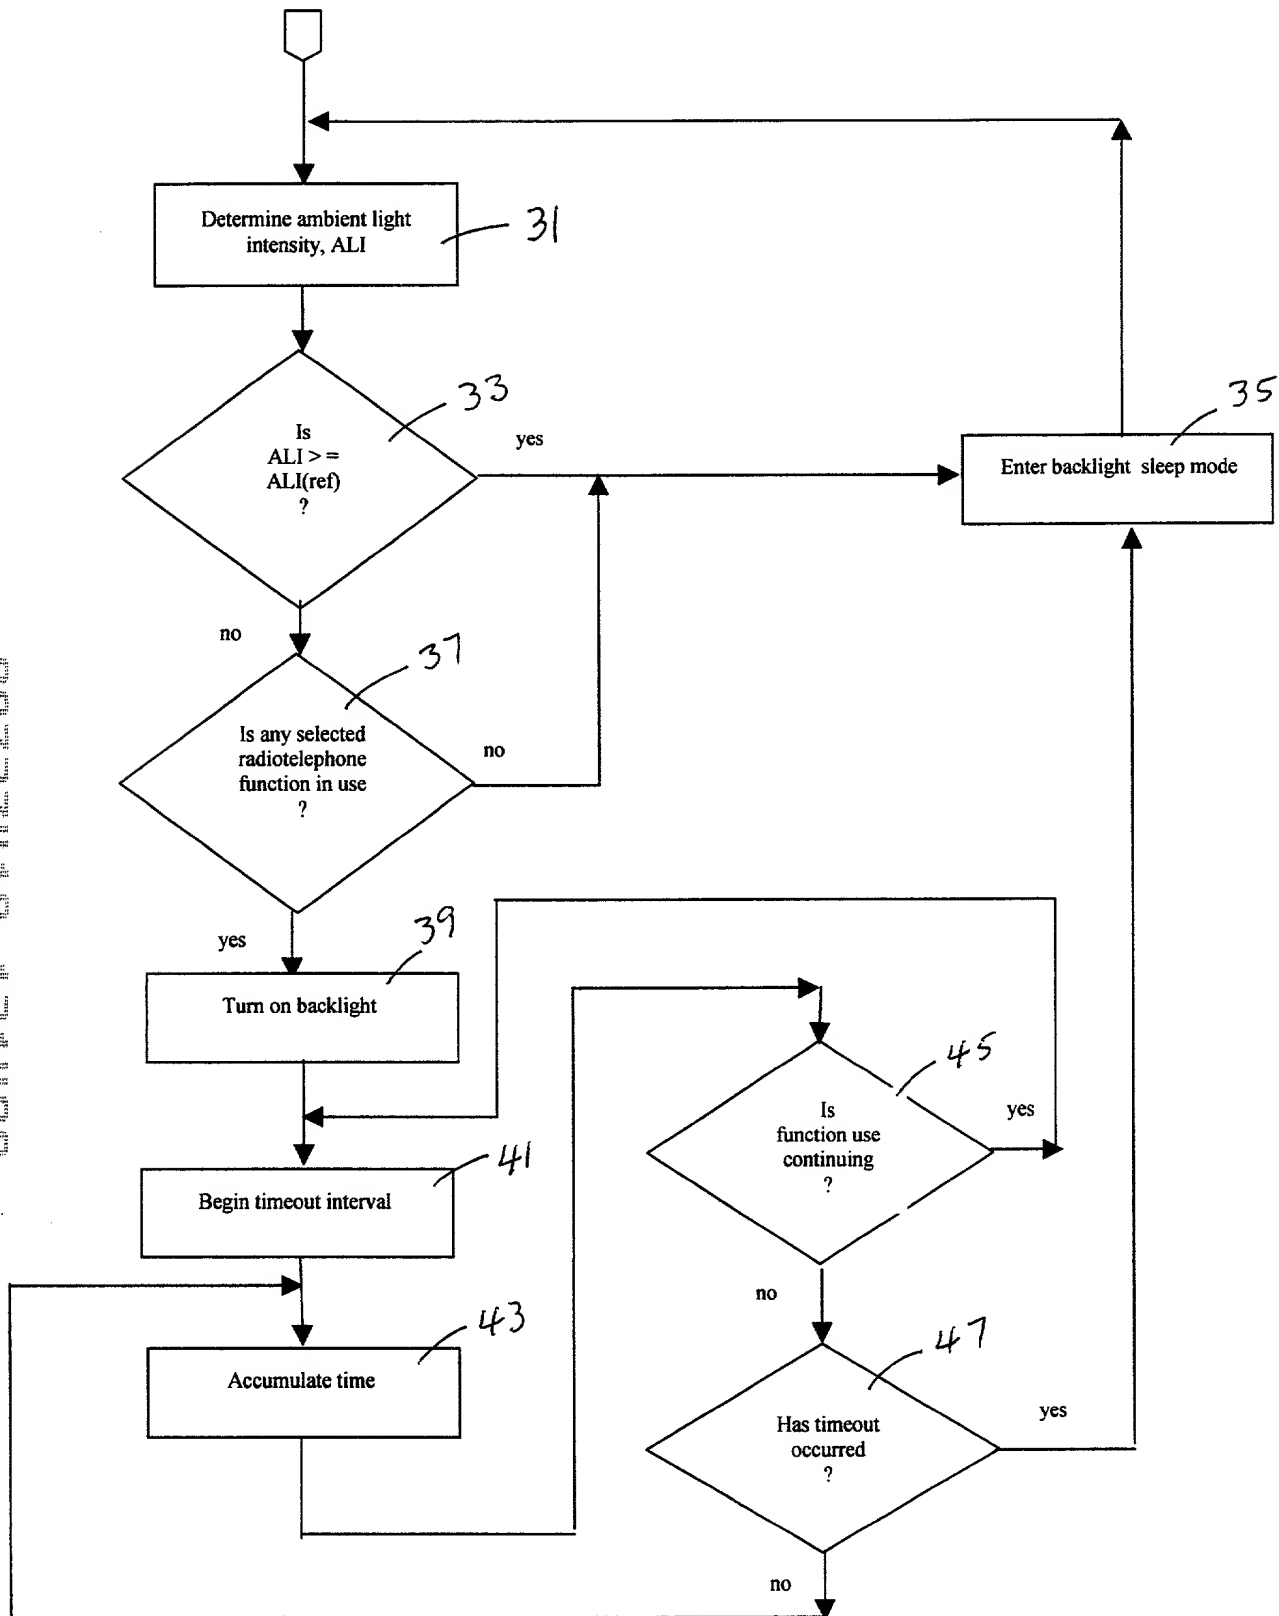 Determine ambient light
intensity, ALI
31
Is
ALI > =
ALI(ref)
?
33
yes
35
Enter backlight sleep mode
no
37
Is any selected
radiotelephone
function in use
?
no
yes
39
Turn on backlight
45
Is
function use
continuing
?
yes
41
Begin timeout interval
no
43
Accumulate time
47
Has timeout
occurred
?
yes
no